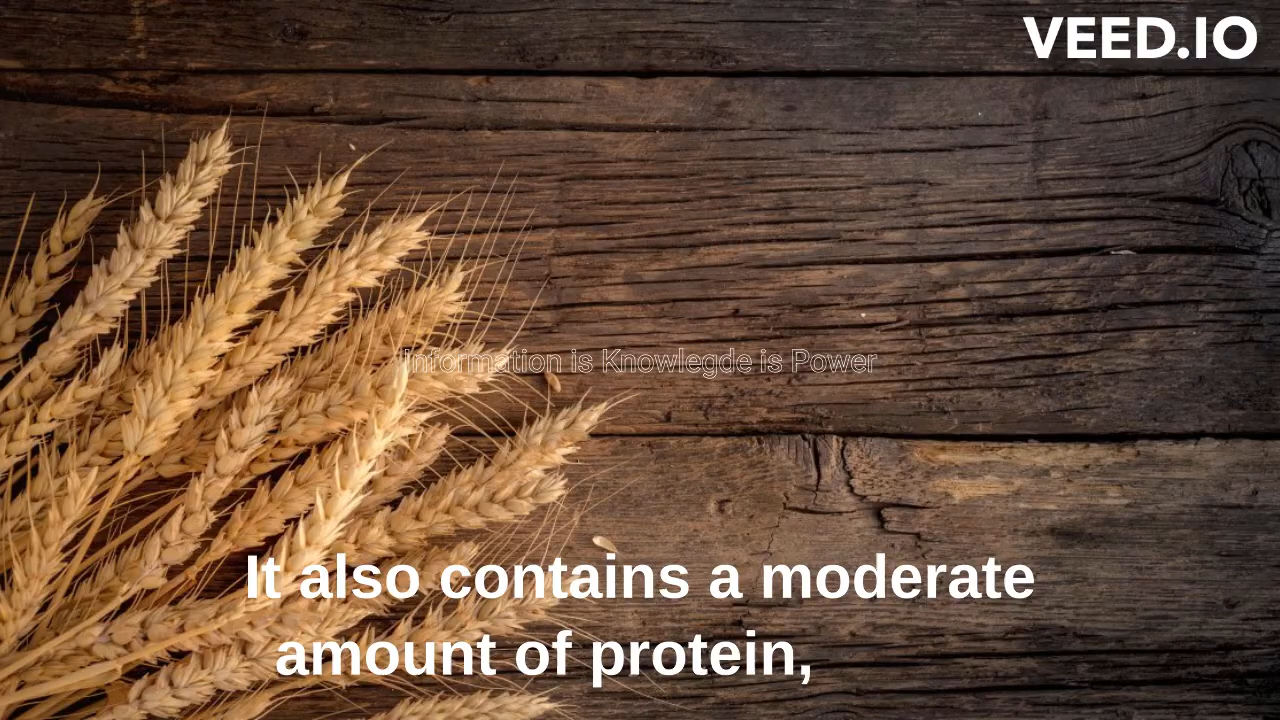 VEED.IO
Information is Knowlegde is Power
It also contains a moderate
amount of protein,